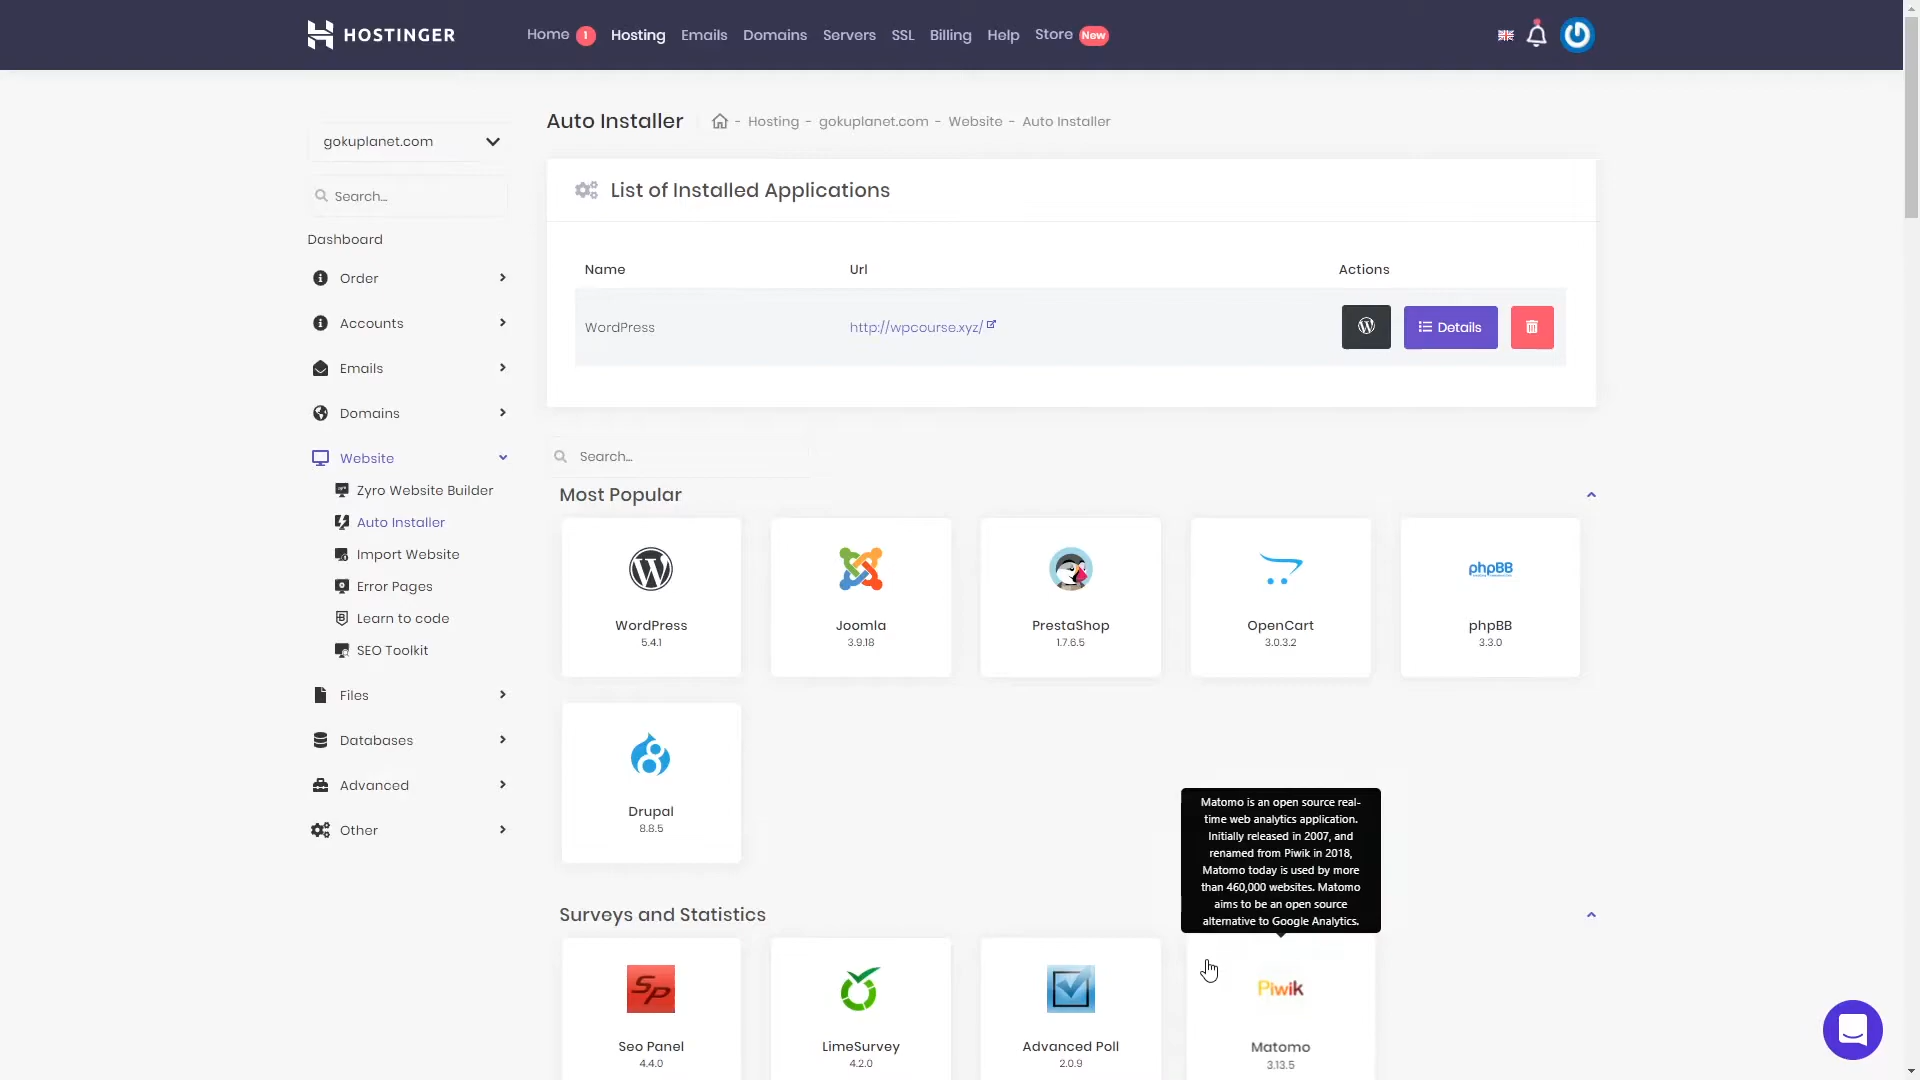 HOSTINGER
Home 1 Hosting Emails Domains Servers SSL Billing Help Store New
gokuplanet.com
Search...
Dashboard
Order
Accounts
Emails
Domains
Website
Zyro Website Builder
Auto Installer
Import Website
Error Pages
Learn to code
SEO Toolkit
Files
Databases
Advanced
Other
Auto Installer - Hosting - gokuplanet.com - Website - Auto Installer
List of Installed Applications
Name Url Actions
WordPress http://wpcourse.xyz/ Details
Search...
Most Popular
WordPress
5.4.1
Joomla
3.9.18
PrestaShop
1.7.6.5
OpenCart
3.0.3.2
phpBB
phpBB
3.3.0
Drupal
8.8.5
Matomo is an open source real-
time web analytics application.
Initially released in 2007, and
renamed from Piwik in 2018,
Matomo today is used by more
than 460,000 websites. Matomo
aims to be an open source
alternative to Google Analytics.
Surveys and Statistics
SP
Seo Panel
4.4.0
LimeSurvey
4.2.0
Advanced Poll
2.0.9
Piwik
Matomo
3.13.5